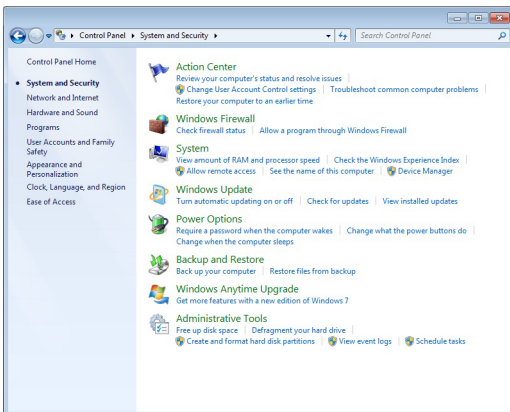 Control Panel ▸ System and Security ▸
Search Control Panel
Control Panel Home
System and Security
Network and Internet
Hardware and Sound
Programs
User Accounts and Family
Safety
Appearance and
Personalization
Clock, Language, and Region
Ease of Access
Action Center
Review your computer's status and resolve issues
Change User Account Control settings Troubleshoot common computer problems
Restore your computer to an earlier time
Windows Firewall
Check firewall status Allow a program through Windows Firewall
System
View amount of RAM and processor speed Check the Windows Experience Index
Allow remote access See the name of this computer Device Manager
Windows Update
Turn automatic updating on or off Check for updates View installed updates
Power Options
Require a password when the computer wakes Change what the power buttons do
Change when the computer sleeps
Backup and Restore
Back up your computer Restore files from backup
Windows Anytime Upgrade
Get more features with a new edition of Windows 7
Administrative Tools
Free up disk space Defragment your hard drive
Create and format hard disk partitions View event logs Schedule tasks